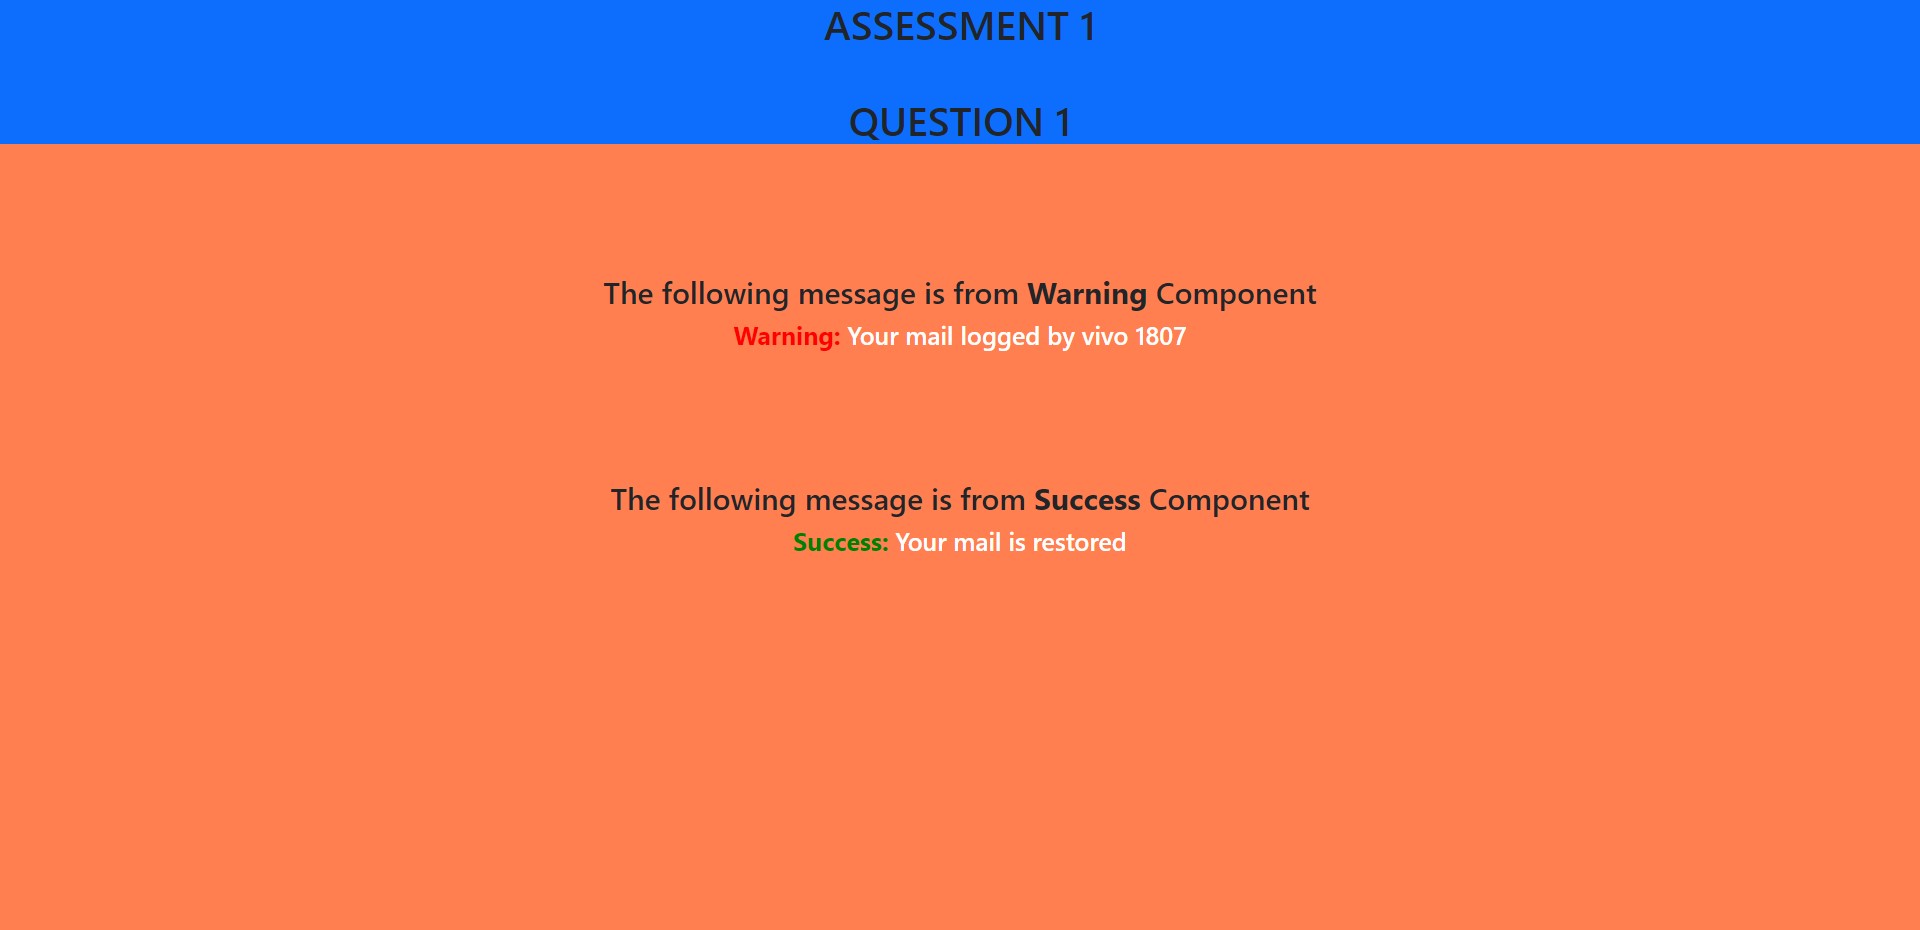 ASSESSMENT 1
QUESTION 1
The following message is from Warning Component
Warning: Your mail logged by vivo 1807
The following message is from Success Component
Success: Your mail is restored